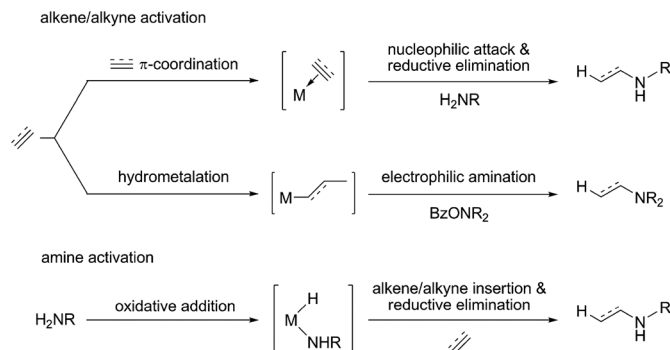 alkene/alkyne activation
π-coordination
M
nucleophilic attack &
reductive elimination
H₂NR
H
N
H
R
hydrometalation
M
electrophilic amination
BzONR₂
H
NR₂
amine activation
H₂NR
oxidative addition
H
M
NHR
alkene/alkyne insertion &
reductive elimination
H
N
H
R